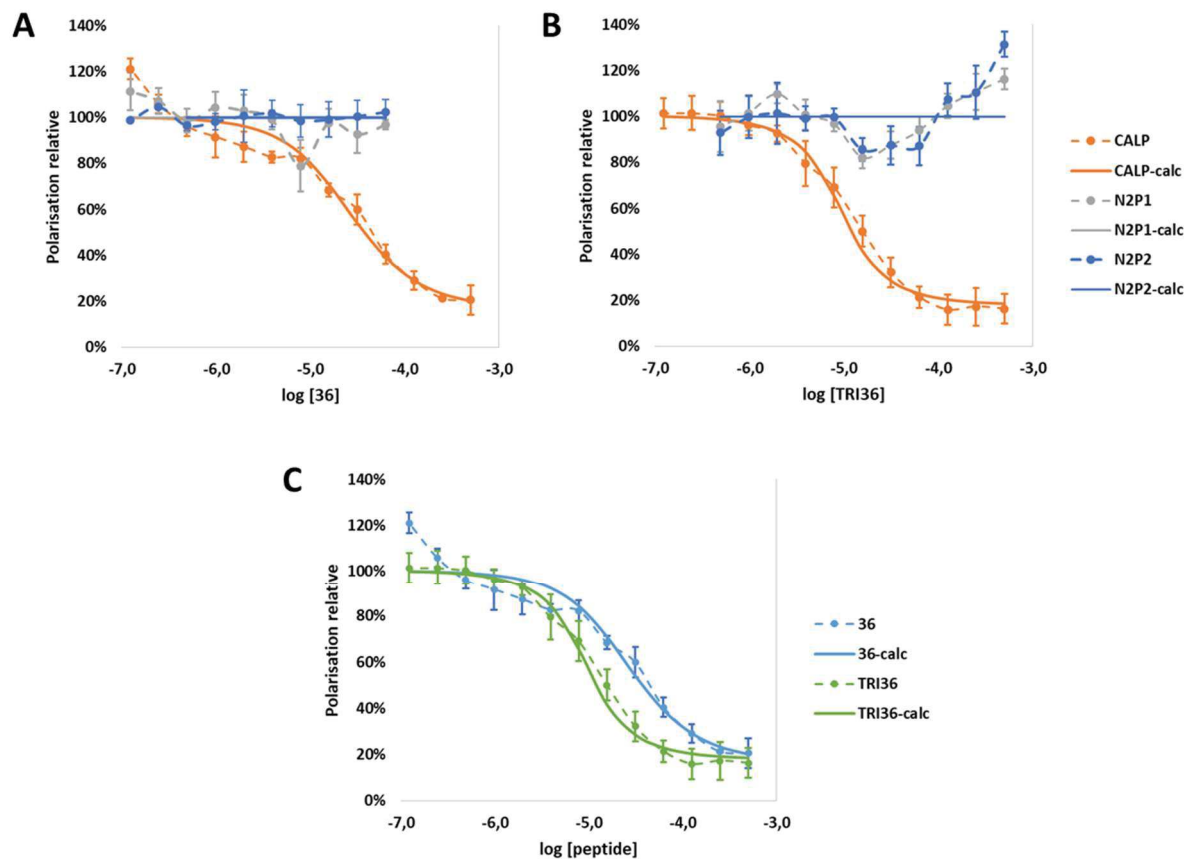 A
140%
120%
100%
80%
60%
40%
20%
0%
Polarisation relative
-7,0 -6,0 -5,0 -4,0 -3,0
log [36]
B
140%
120%
100%
80%
60%
40%
20%
0%
Polarisation relative
-7,0 -6,0 -5,0 -4,0 -3,0
log [TRI36]
CALP
CALP-calc
N2P1
N2P1-calc
N2P2
N2P2-calc
C
140%
120%
100%
80%
60%
40%
20%
0%
Polarisation relative
-7,0 -6,0 -5,0 -4,0 -3,0
log [peptide]
36
36-calc
TRI36
TRI36-calc